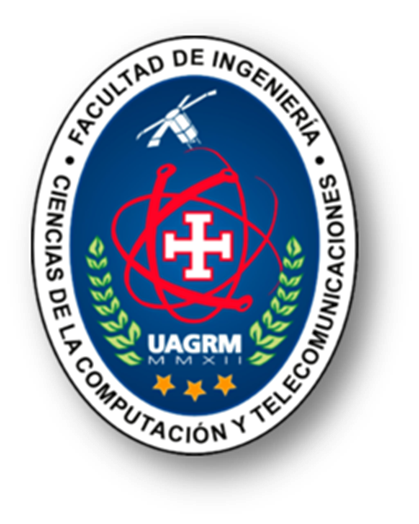 FACULTAD DE INGENIERÍA
CIENCIAS DE LA COMPUTACIÓN Y TELECOMUNICACIONES
UAGRM
MMXII